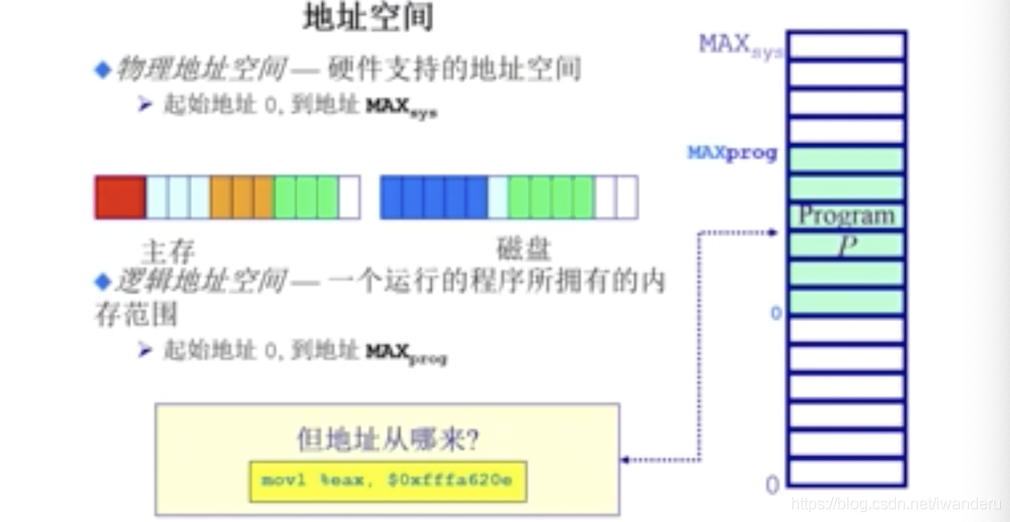 地址空间
◆物理地址空间 — 硬件支持的地址空间
➢ 起始地址 0, 到地址 MAXsys
主存
磁盘
◆逻辑地址空间 — 一个运行的程序所拥有的内
存范围
➢ 起始地址 0, 到地址 MAXprog
但地址从哪来?
movl %eax, $0xfffa620e
MAXsys
MAXprog
Program
P
0
0
https://blog.csdn.net/iwanderu